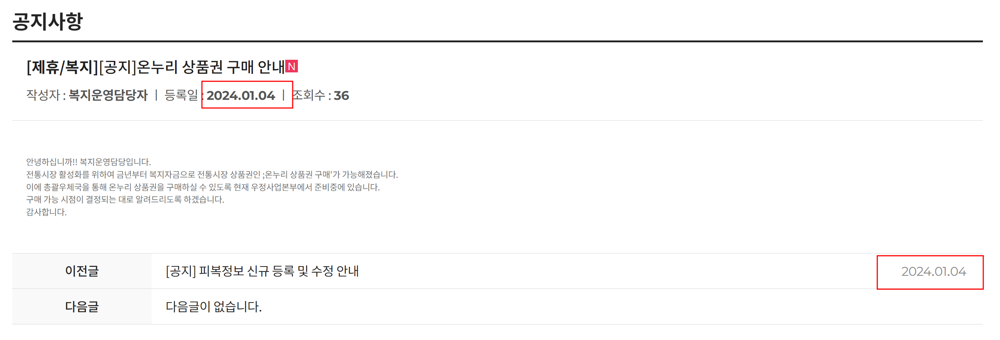 공지사항
[제휴/복지][공지]온누리 상품권 구매 안내N
작성자 : 복지운영담당자 | 등록일 : 2024.01.04 | 조회수 : 36
안녕하십니까!! 복지운영담당입니다.
전통시장 활성화를 위하여 금년부터 복지자금으로 전통시장 상품권인 ;온누리 상품권 구매'가 가능해졌습니다.
이에 총괄우체국을 통해 온누리 상품권을 구매하실 수 있도록 현재 우정사업본부에서 준비중에 있습니다.
구매 가능 시점이 결정되는 대로 알려드리도록 하겠습니다.
감사합니다.
이전글 [공지] 피복정보 신규 등록 및 수정 안내 2024.01.04
다음글 다음글이 없습니다.